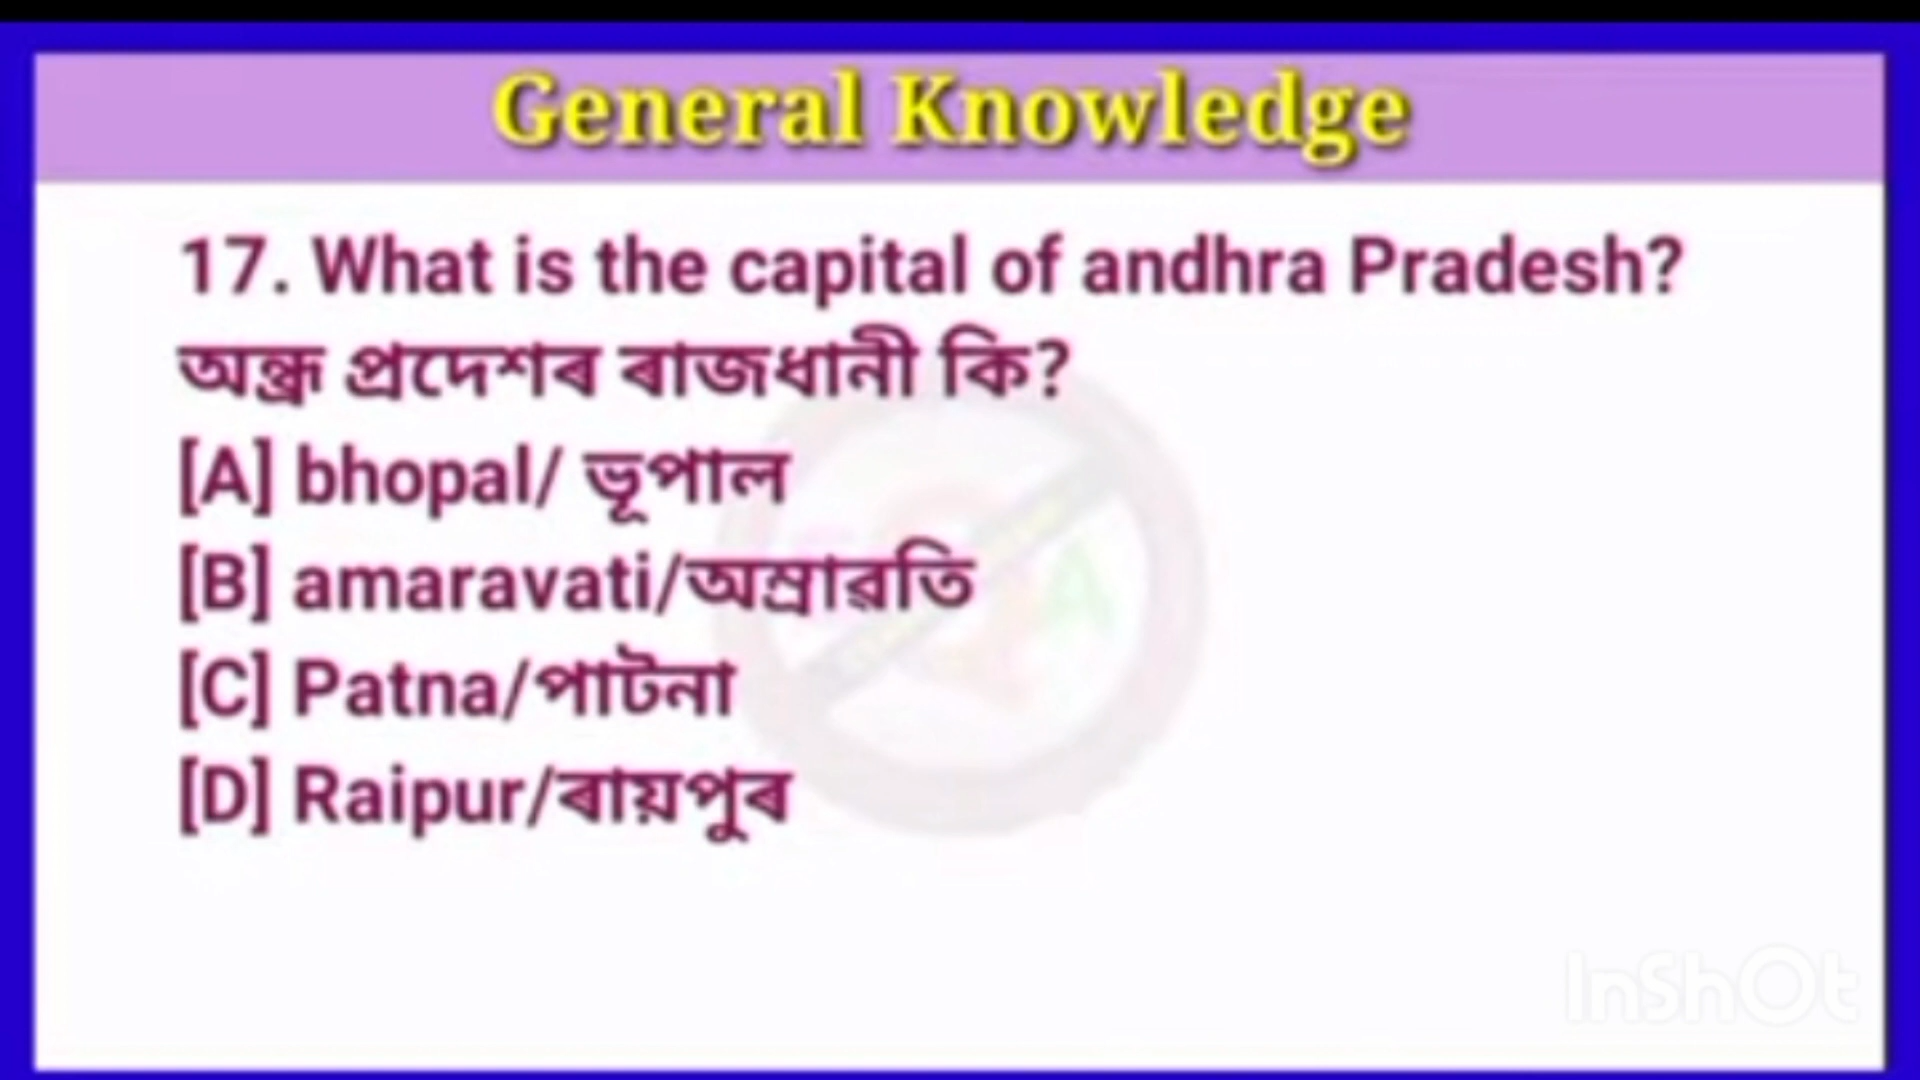 General Knowledge
17. What is the capital of andhra Pradesh?
অন্ধ্ৰ প্ৰদেশৰ ৰাজধানী কি?
[A] bhopal/ ভূপাল
[B] amaravati/অম্ৰাৱতি
[C] Patna/পাটনা
[D] Raipur/ৰায়পুৰ
InShOt